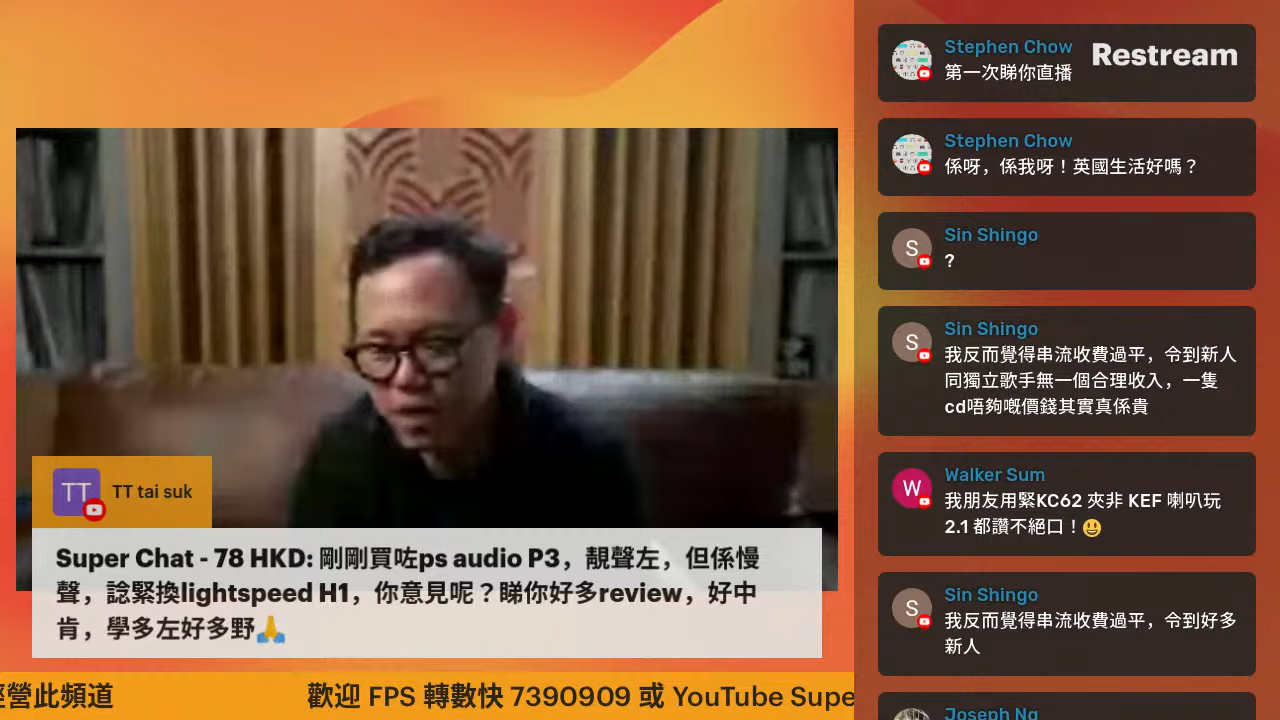 TT
TT tai suk
Super Chat - 78 HKD: 剛剛買咗ps audio P3，靚聲左，但係慢
聲，諗緊換lightspeed H1，你意見呢？睇你好多review，好中
肯，學多左好多野🙏
營此頻道
歡迎 FPS 轉數快 7390909 或 YouTube Supe
Restream
Stephen Chow
第一次睇你直播
Stephen Chow
係呀，係我呀！英國生活好嗎？
S
Sin Shingo
?
S
Sin Shingo
我反而覺得串流收費過平，令到新人
同獨立歌手無一個合理收入，一隻
cd唔夠嘅價錢其實真係貴
W
Walker Sum
我朋友用緊KC62 夾非 KEF 喇叭玩
2.1 都讚不絕口！😃
S
Sin Shingo
我反而覺得串流收費過平，令到好多
新人
Joseph Ng